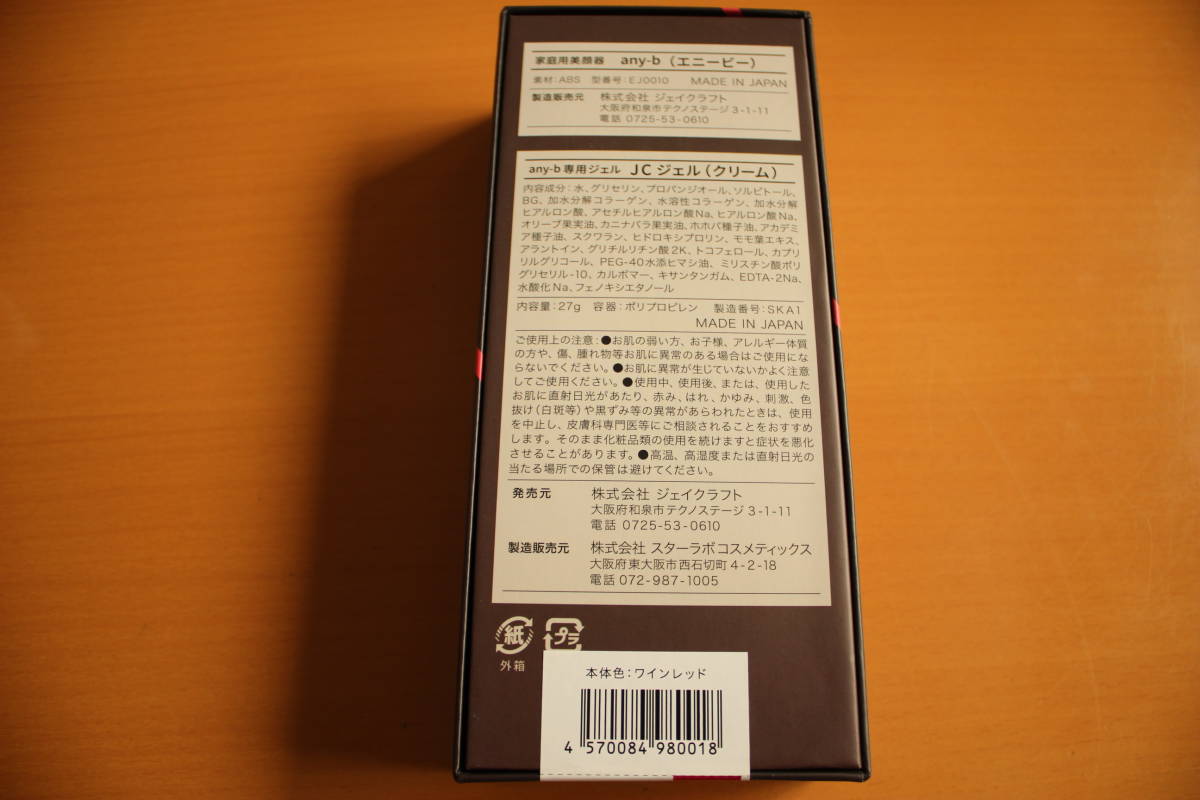 家庭用美顔器 any-b（エニービー）
素材：ABS 型番号：EJ0010 MADE IN JAPAN
製造販売元 株式会社 ジェイクラフト
大阪府和泉市テクノステージ3-1-11
電話 0725-53-0610
any-b専用ジェル JCジェル（クリーム）
内容成分：水、グリセリン、プロパンジオール、ソルビトール、
BG、加水分解コラーゲン、水溶性コラーゲン、加水分解
ヒアルロン酸、アセチルヒアルロン酸Na、ヒアルロン酸Na、
オリーブ果実油、カニナバラ果実油、ホホバ種子油、アカデミ
ア種子油、スクワラン、ヒドロキシプロリン、モモ葉エキス、
アラントイン、グリチルリチン酸2K、トコフェロール、カプリ
リルグリコール、PEG-40水添ヒマシ油、ミリスチン酸ポリ
グリセリル-10、カルボマー、キサンタンガム、EDTA-2Na、
水酸化Na、フェノキシエタノール
内容量：27g 容器：ポリプロピレン 製造番号：SKA1
MADE IN JAPAN
ご使用上の注意：●お肌の弱い方、お子様、アレルギー体質
の方や、傷、腫れ物等お肌に異常のある場合はご使用にな
らないでください。●お肌に異常が生じていないかよく注意
してご使用ください。●使用中、使用後、または、使用した
お肌に直射日光があたり、赤み、はれ、かゆみ、刺激、色
抜け（白斑等）や黒ずみ等の異常があらわれたときは、使用
を中止し、皮膚科専門医等にご相談されることをおすすめ
します。そのまま化粧品類の使用を続けますと症状を悪化
させることがあります。●高温、高湿度または直射日光の
当たる場所での保管は避けてください。
発売元 株式会社 ジェイクラフト
大阪府和泉市テクノステージ3-1-11
電話 0725-53-0610
製造販売元 株式会社 スターラボコスメティックス
大阪府東大阪市西石切町4-2-18
電話 072-987-1005
紙 プラ
外箱
本体色：ワインレッド
4 570084 980018